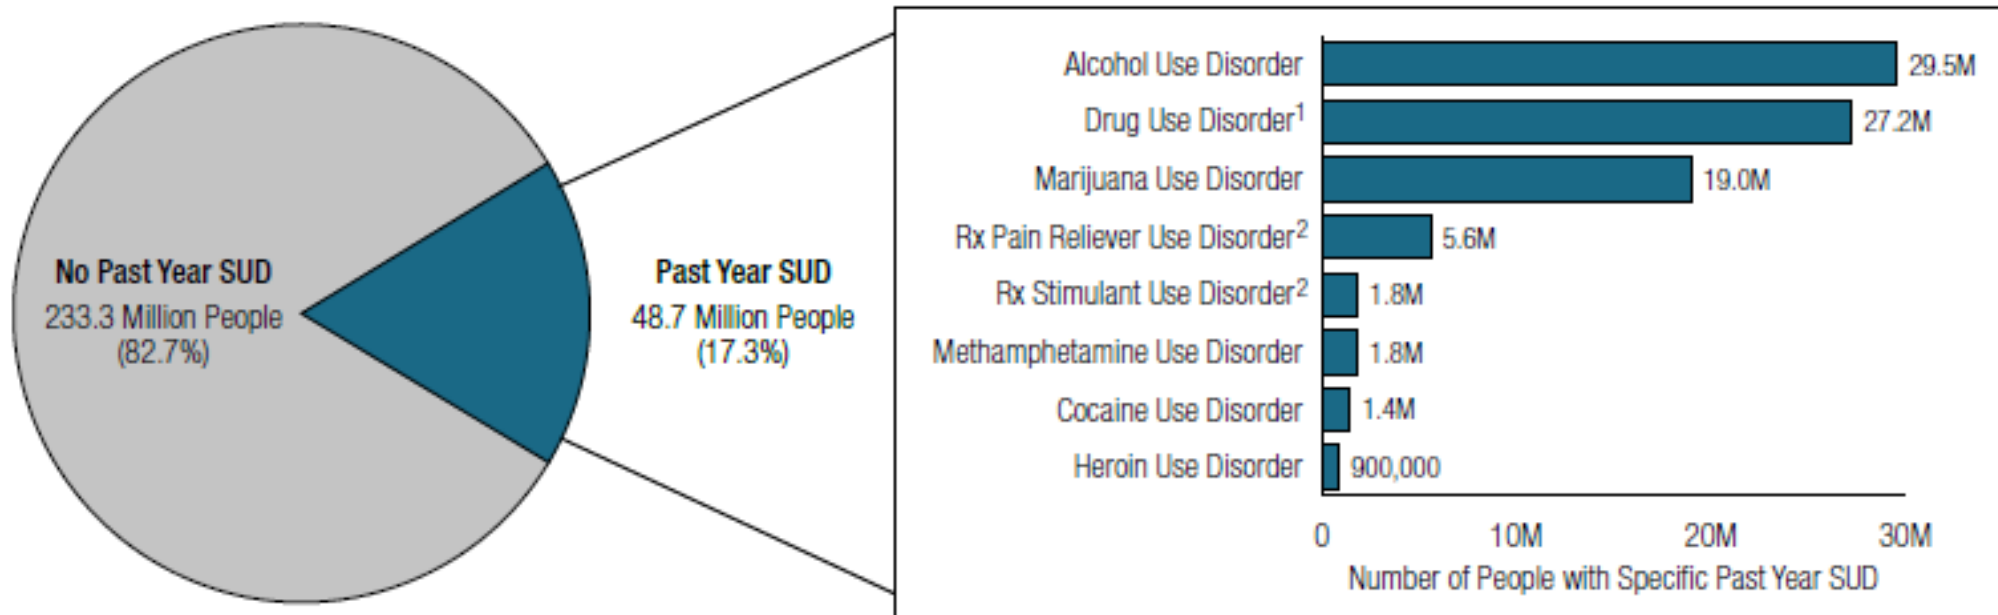 No Past Year SUD
233.3 Million People
(82.7%)
Past Year SUD
48.7 Million People
(17.3%)
Alcohol Use Disorder 29.5M
Drug Use Disorder¹ 27.2M
Marijuana Use Disorder 19.0M
Rx Pain Reliever Use Disorder² 5.6M
Rx Stimulant Use Disorder² 1.8M
Methamphetamine Use Disorder 1.8M
Cocaine Use Disorder 1.4M
Heroin Use Disorder 900,000
0 10M 20M 30M
Number of People with Specific Past Year SUD